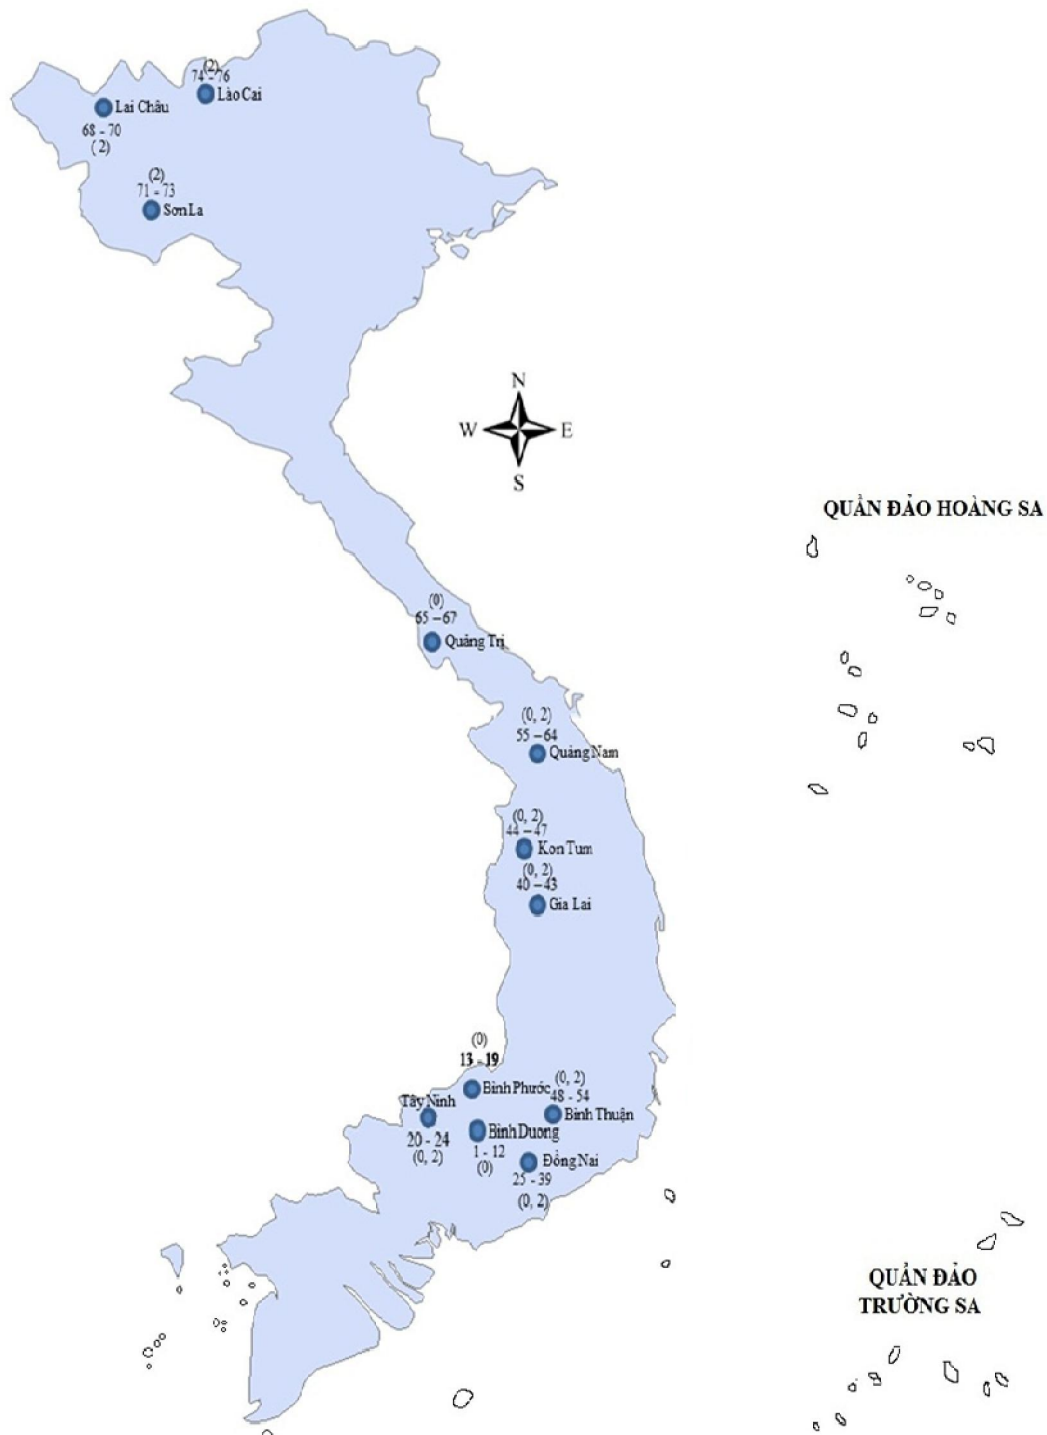 (2)
74 - 76
Lào Cai
Lai Châu
68 - 70
(2)
(2)
71 - 73
Sơn La
N
W
E
S
QUẦN ĐẢO HOÀNG SA
(0)
65 – 67
Quảng Trị
(0, 2)
55 – 64
Quảng Nam
(0, 2)
44 – 47
Kon Tum
(0, 2)
40 – 43
Gia Lai
(0)
13 - 19
Bình Phước
(0, 2)
48 - 54
Bình Thuận
Tây Ninh
20 - 24
(0, 2)
Bình Dương
1 - 12
(0)
Đồng Nai
25 - 39
(0, 2)
QUẦN ĐẢO
TRƯỜNG SA